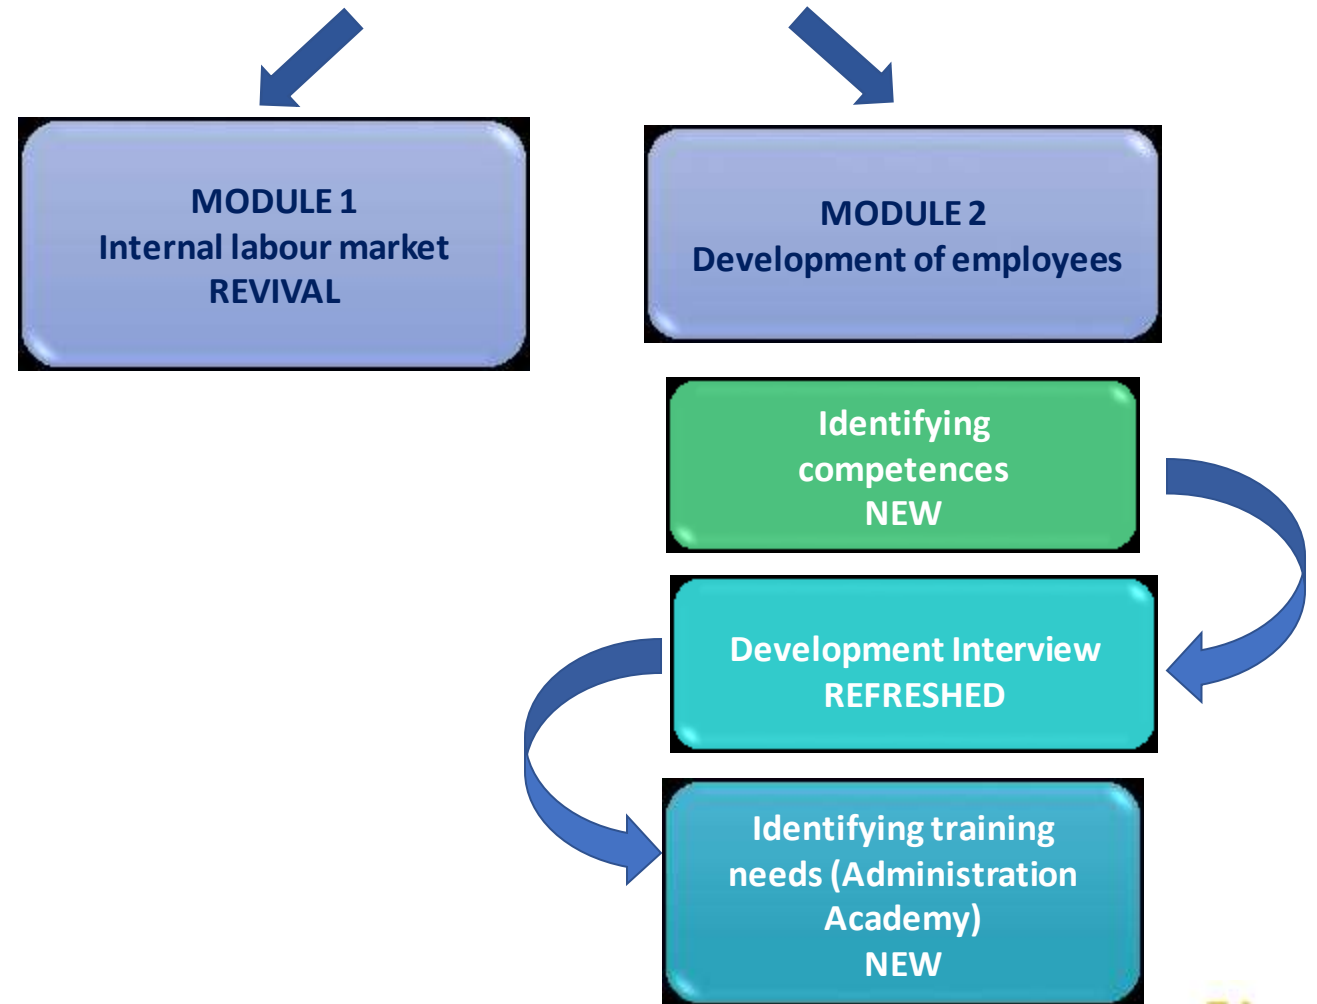 MODULE 1
Internal labour market
REVIVAL
MODULE 2
Development of employees
Identifying
competences
NEW
Development Interview
REFRESHED
Identifying training
needs (Administration
Academy)
NEW